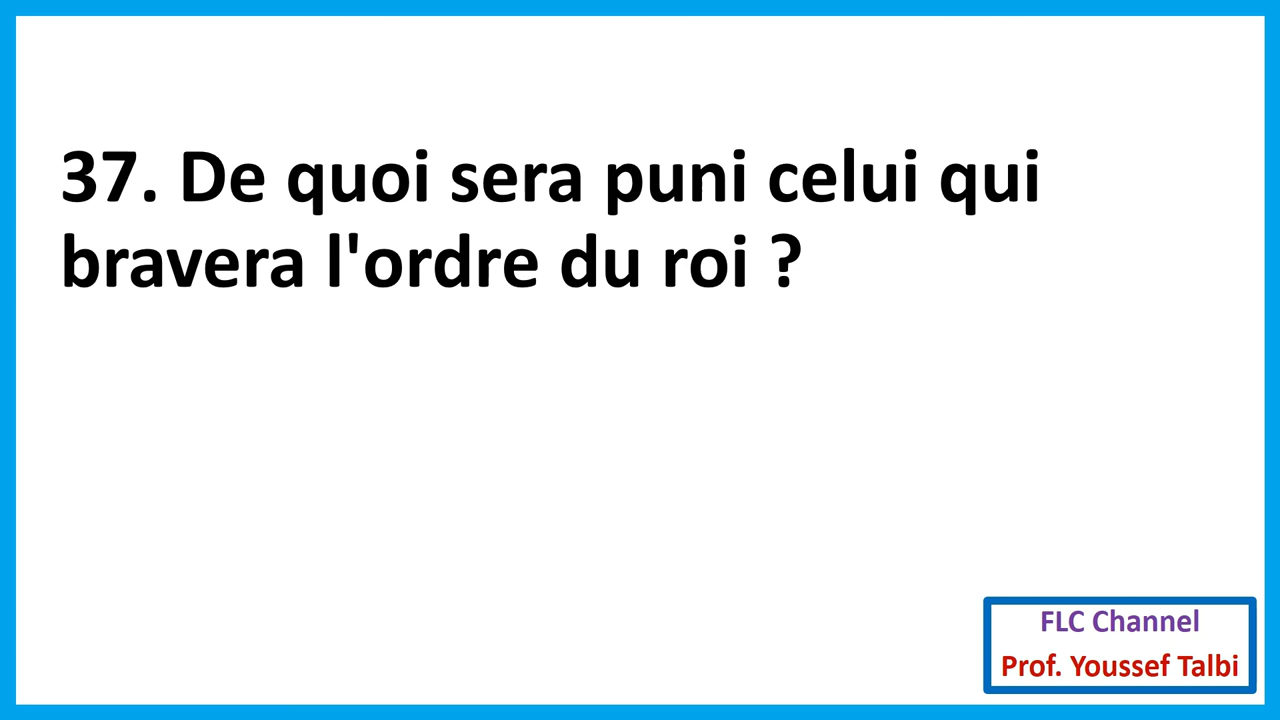 37. De quoi sera puni celui qui
bravera l'ordre du roi ?
FLC Channel
Prof. Youssef Talbi